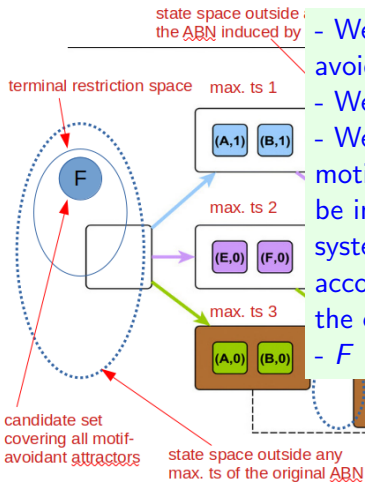 state space outside
the ABN induced by
terminal restriction space
max. ts 1
(A,1) (B,1)
F
max. ts 2
(E,0) (F,0)
max. ts 3
(A,0) (B,0)
candidate set
covering all motif-
avoidant attractors
state space outside any
max. ts of the original ABN
- We
avoid
- We
- We
motif
be in
syste
acco
the
- F